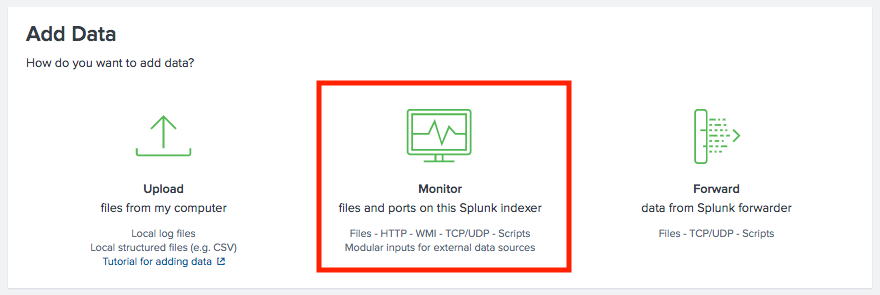 Add Data
How do you want to add data?
Upload
files from my computer
Local log files
Local structured files (e.g. CSV)
Tutorial for adding data
Monitor
files and ports on this Splunk indexer
Files - HTTP - WMI - TCP/UDP - Scripts
Modular inputs for external data sources
Forward
data from Splunk forwarder
Files - TCP/UDP - Scripts